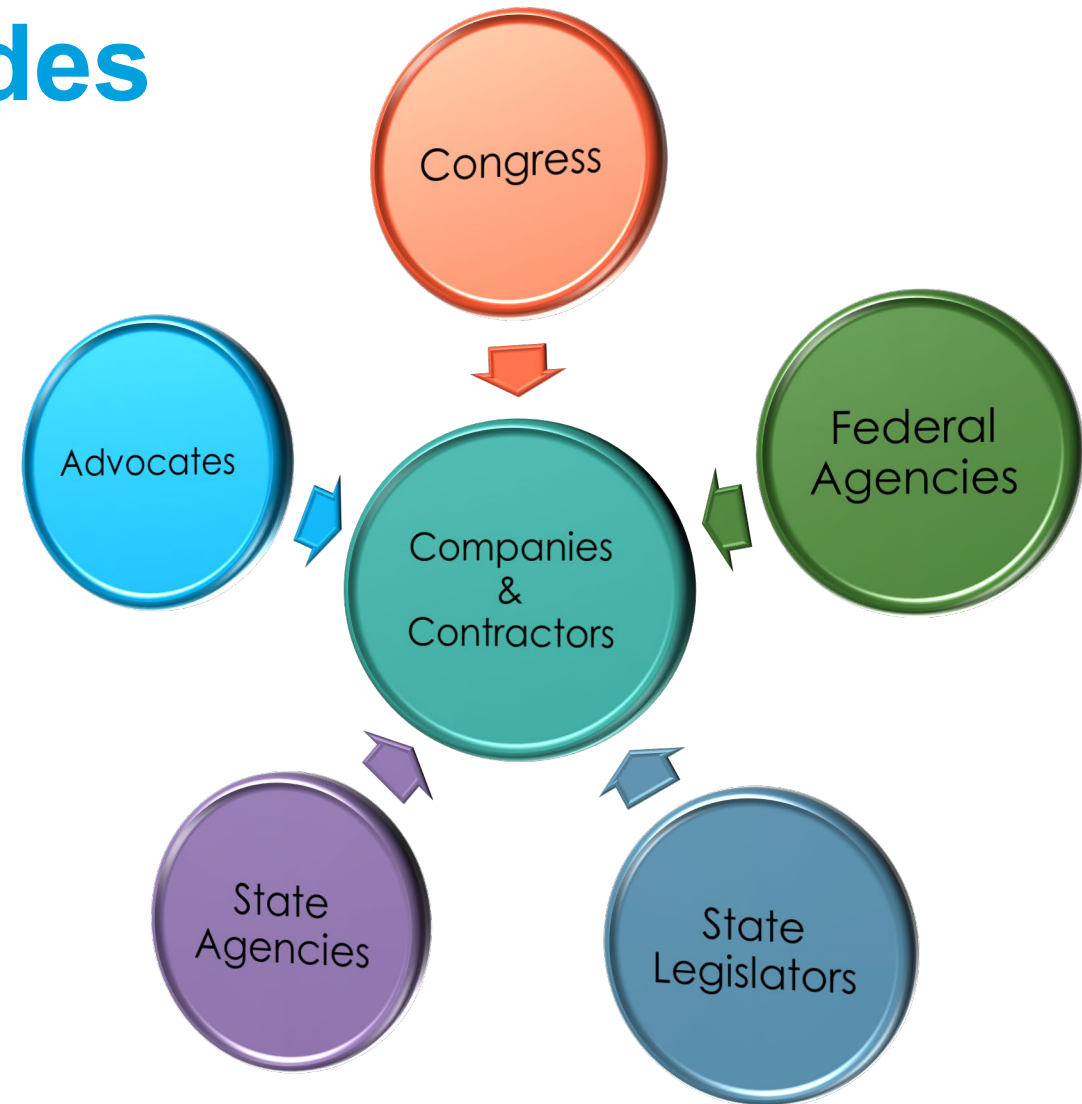 des
Congress
Federal
Agencies
Advocates
Companies
&
Contractors
State
Agencies
State
Legislators